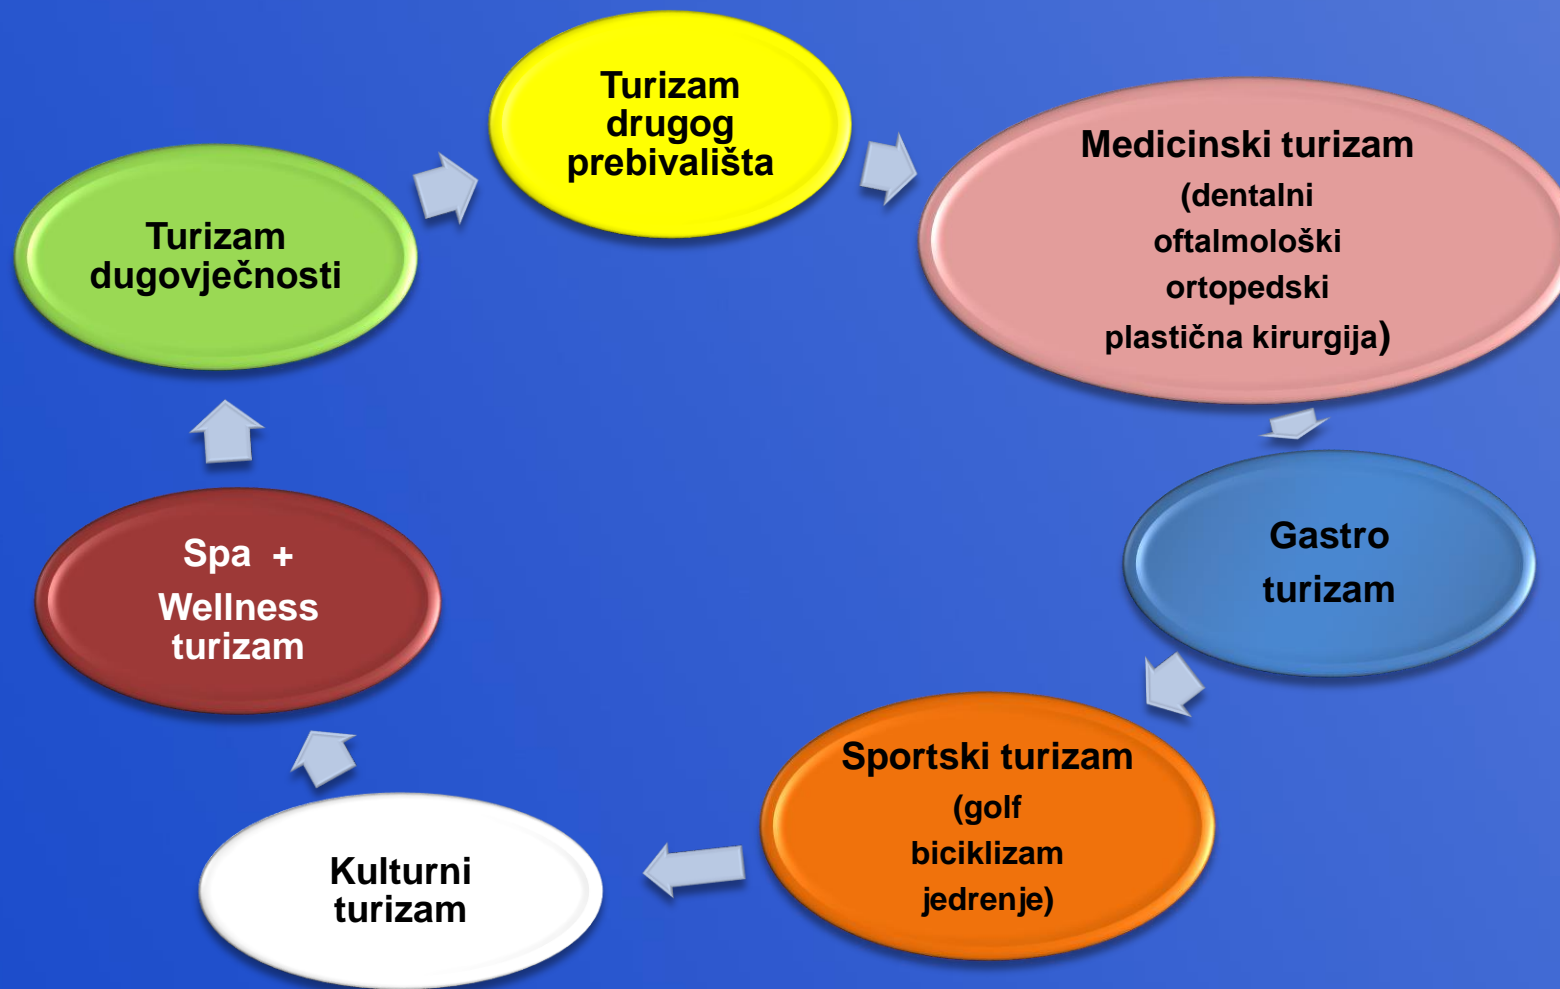 Turizam
drugog
prebivališta
Medicinski turizam
(dentalni
oftalmološki
ortopedski
plastična kirurgija)
Gastro
turizam
Sportski turizam
(golf
biciklizam
jedrenje)
Kulturni
turizam
Spa +
Wellness
turizam
Turizam
dugovječnosti